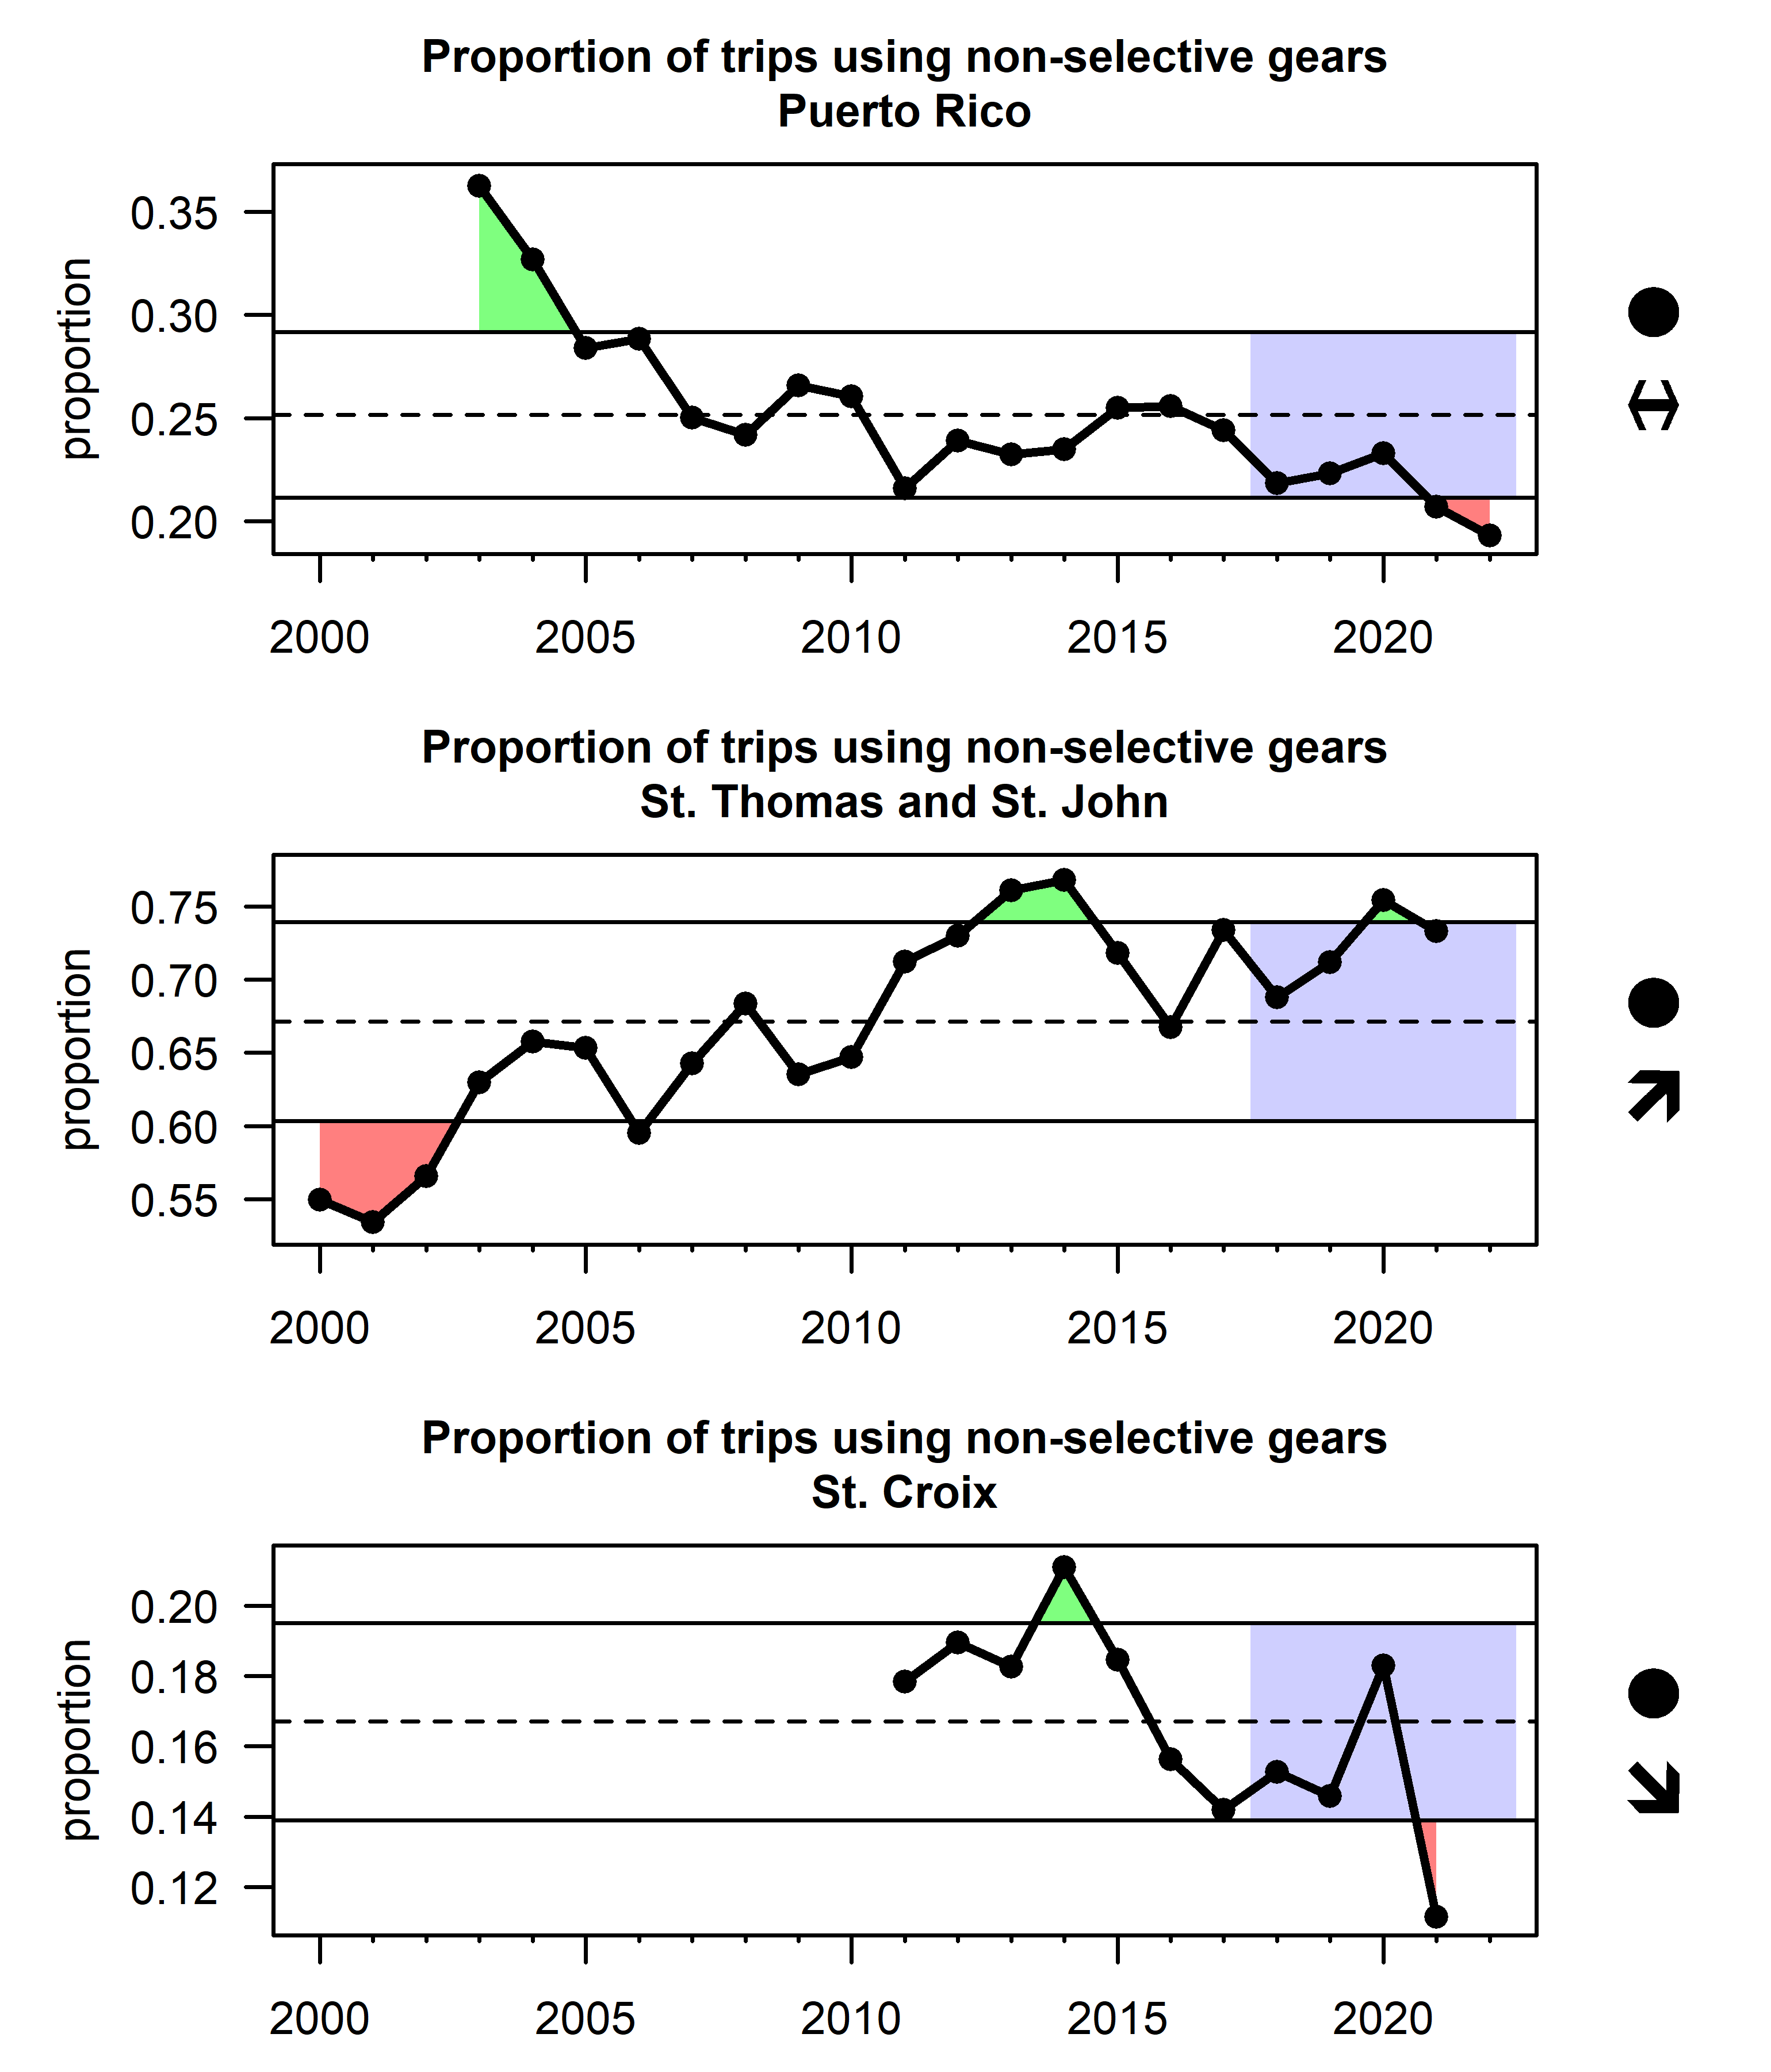 Proportion of trips using non-selective gears
Puerto Rico
proportion
0.35
0.30
0.25
0.20
2000 2005 2010 2015 2020
Proportion of trips using non-selective gears
St. Thomas and St. John
proportion
0.75
0.70
0.65
0.60
0.55
2000 2005 2010 2015 2020
Proportion of trips using non-selective gears
St. Croix
proportion
0.20
0.18
0.16
0.14
0.12
2000 2005 2010 2015 2020